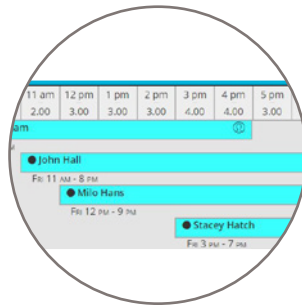 11 am 12 pm 1 pm 2 pm 3 pm 4 pm 5 pm
2.00 3.00 3.00 3.00 4.00 4.00 3.00
am
John Hall
Fri 11 am - 8 pm
Milo Hans
Fri 12 pm - 9 pm
Stacey Hatch
Fri 3 pm - 7 pm